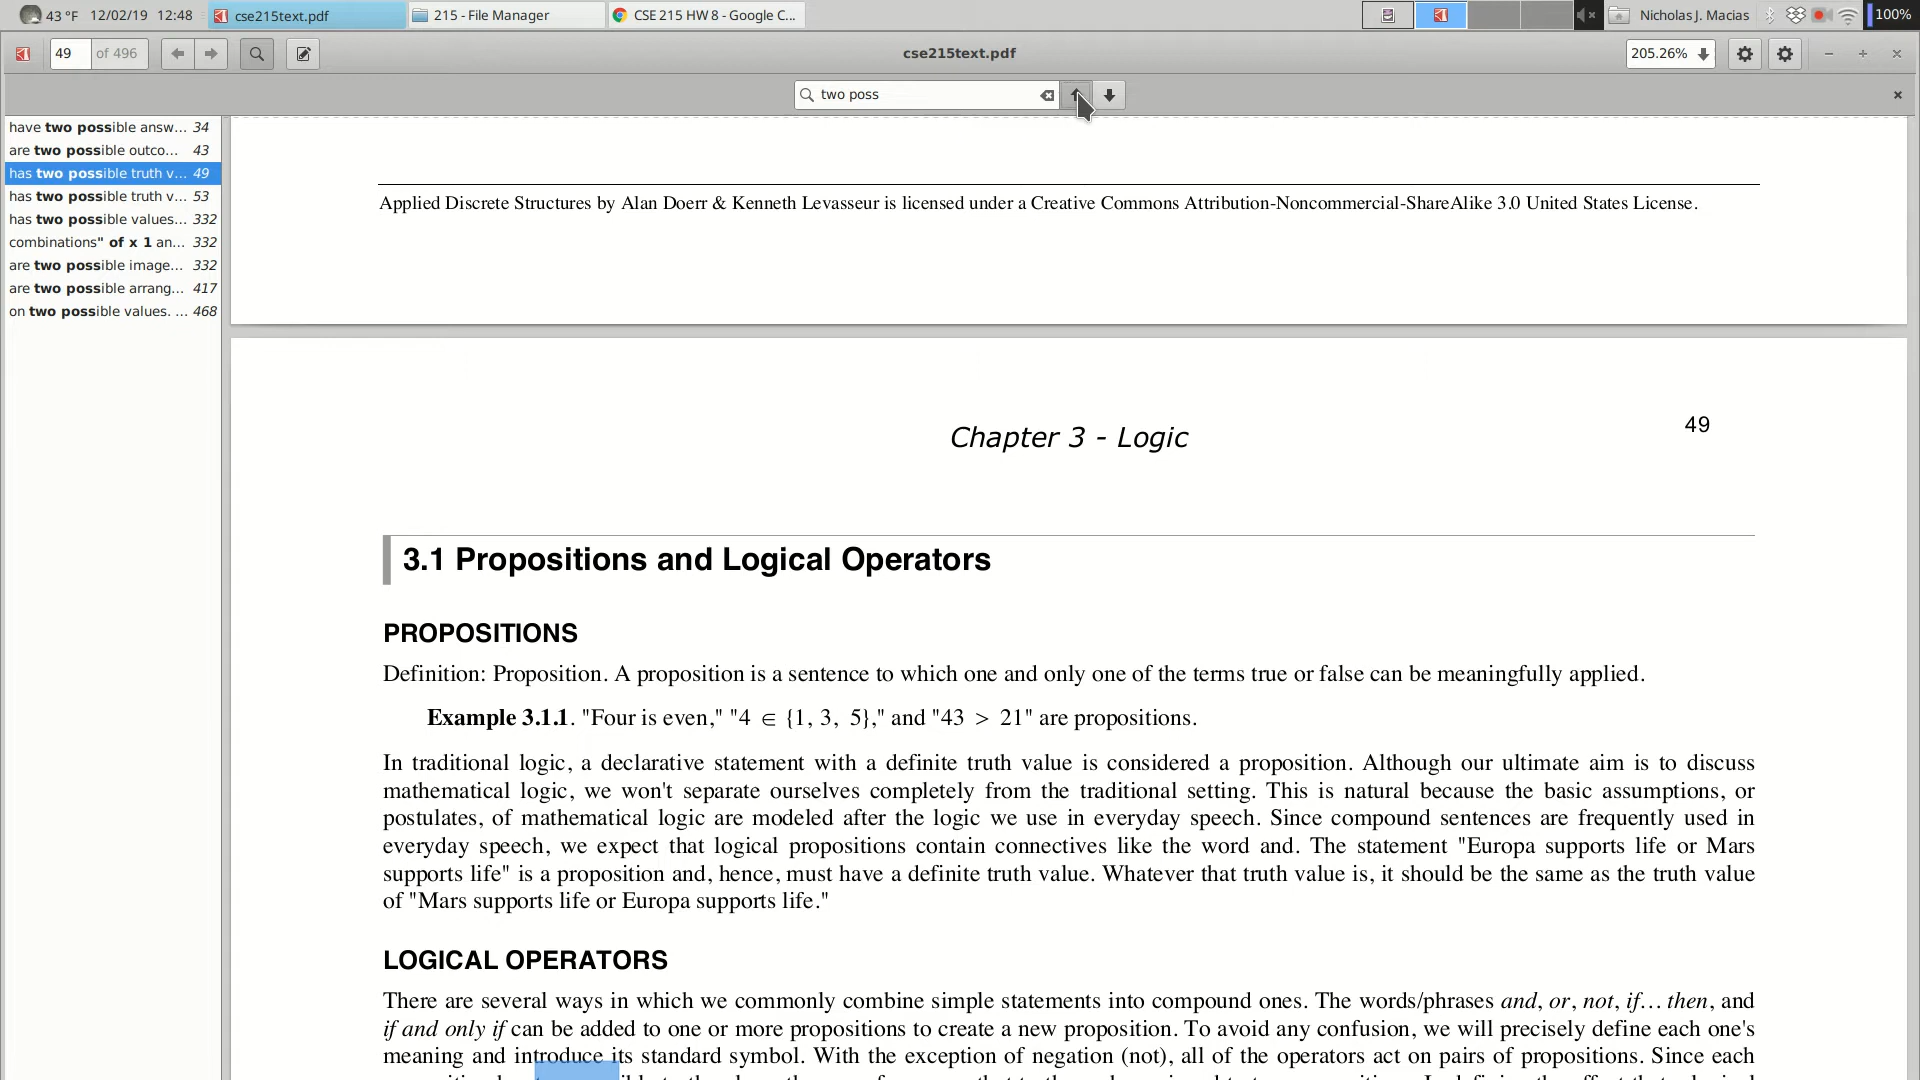 43 °F 12/02/19 12:48 cse215text.pdf 215 - File Manager CSE 215 HW 8 - Google C... Nicholas J. Macias 100%
49 of 496 cse215text.pdf 205.26%
two poss
have two possible answ... 34
are two possible outco... 43
has two possible truth v... 49
has two possible truth v... 53
has two possible values... 332
combinations" of x 1 an... 332
are two possible image... 332
are two possible arrang... 417
on two possible values. ... 468
Applied Discrete Structures by Alan Doerr & Kenneth Levasseur is licensed under a Creative Commons Attribution-Noncommercial-ShareAlike 3.0 United States License.
49
Chapter 3 - Logic
3.1 Propositions and Logical Operators
PROPOSITIONS
Definition: Proposition. A proposition is a sentence to which one and only one of the terms true or false can be meaningfully applied.
Example 3.1.1. "Four is even," "4 ∈ {1, 3, 5}," and "43 > 21" are propositions.
In traditional logic, a declarative statement with a definite truth value is considered a proposition. Although our ultimate aim is to discuss
mathematical logic, we won't separate ourselves completely from the traditional setting. This is natural because the basic assumptions, or
postulates, of mathematical logic are modeled after the logic we use in everyday speech. Since compound sentences are frequently used in
everyday speech, we expect that logical propositions contain connectives like the word and. The statement "Europa supports life or Mars
supports life" is a proposition and, hence, must have a definite truth value. Whatever that truth value is, it should be the same as the truth value
of "Mars supports life or Europa supports life."
LOGICAL OPERATORS
There are several ways in which we commonly combine simple statements into compound ones. The words/phrases and, or, not, if... then, and
if and only if can be added to one or more propositions to create a new proposition. To avoid any confusion, we will precisely define each one's
meaning and introduce its standard symbol. With the exception of negation (not), all of the operators act on pairs of propositions. Since each